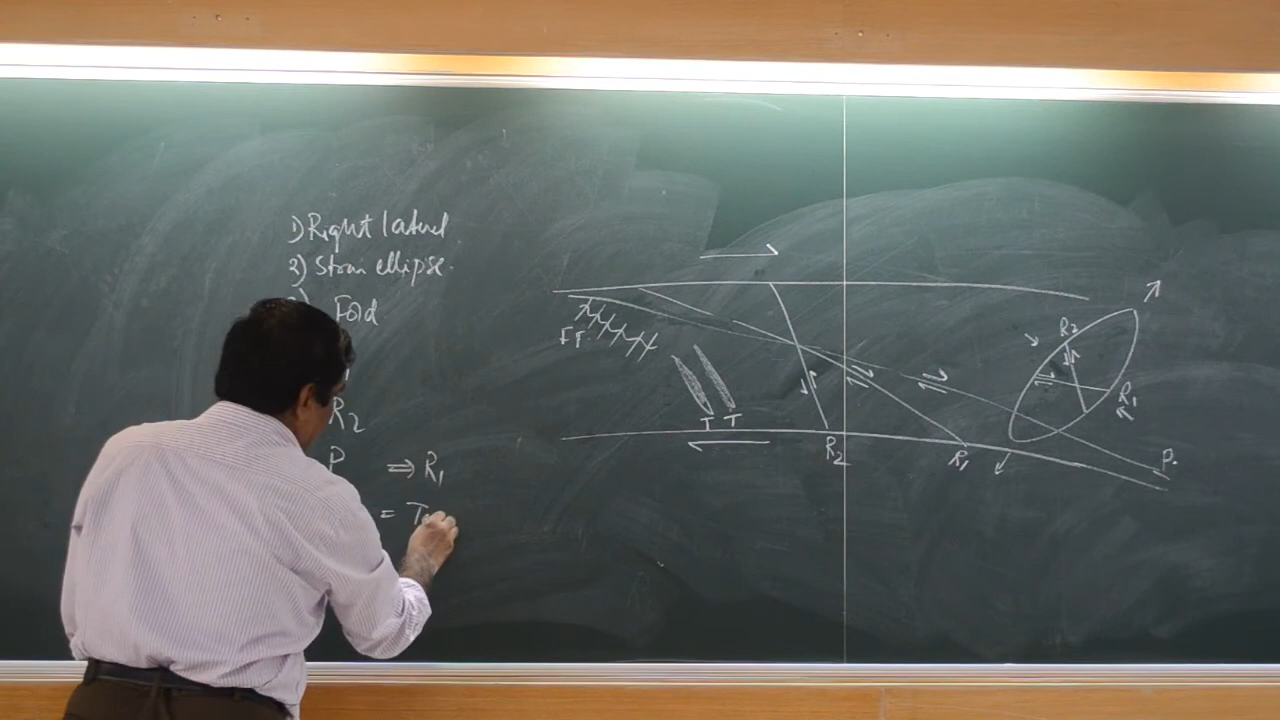 1) Right lateral
2) Strain ellipse.
Fold
R2
P ⇒ R1
= T
FF.
T T
R2
R1
P.
R2
R1